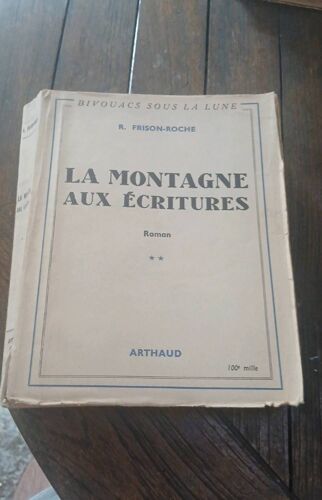 BIVOUACS SOUS LA LUNE
R. FRISON-ROCHE
LA MONTAGNE
AUX ÉCRITURES
Roman
★ ★
ARTHAUD
100e mille